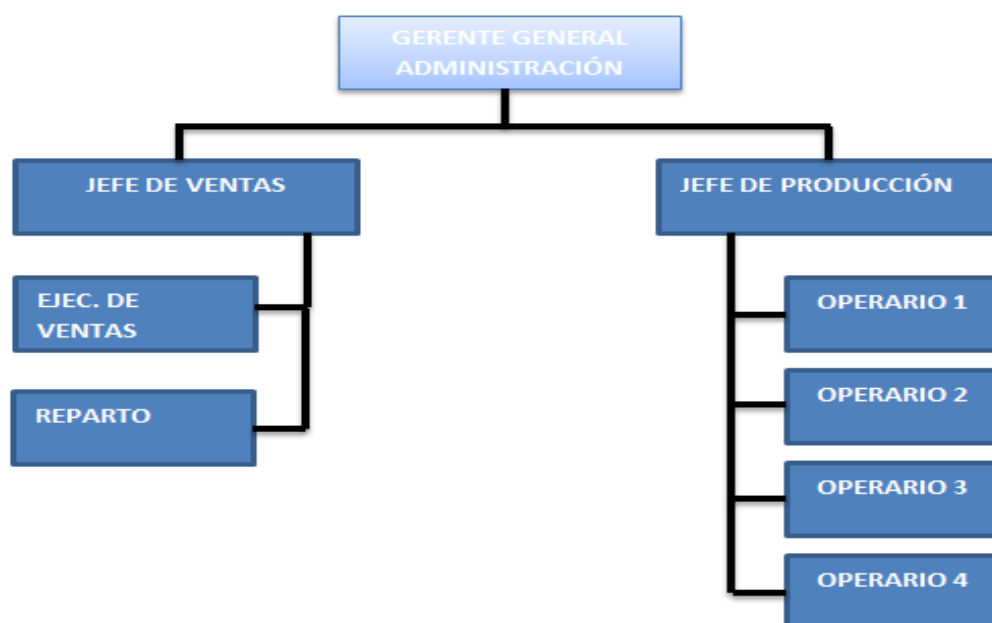 GERENTE GENERAL
ADMINISTRACIÓN
JEFE DE VENTAS
JEFE DE PRODUCCIÓN
EJEC. DE
VENTAS
REPARTO
OPERARIO 1
OPERARIO 2
OPERARIO 3
OPERARIO 4